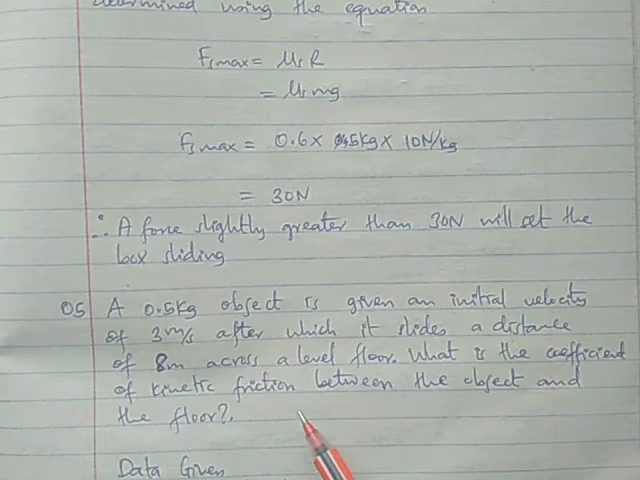 determined using the equation
Fsmax = μsR
= μsmg
Fsmax = 0.6 x 5kg x 10N/kg
= 30N
∴ A force slightly greater than 30N will set the
box sliding
05 A 0.5kg object is given an initial velocity
of 3m/s after which it slides a distance
of 8m across a level floor. What is the coefficient
of kinetic friction between the object and
the floor?.
Data Given